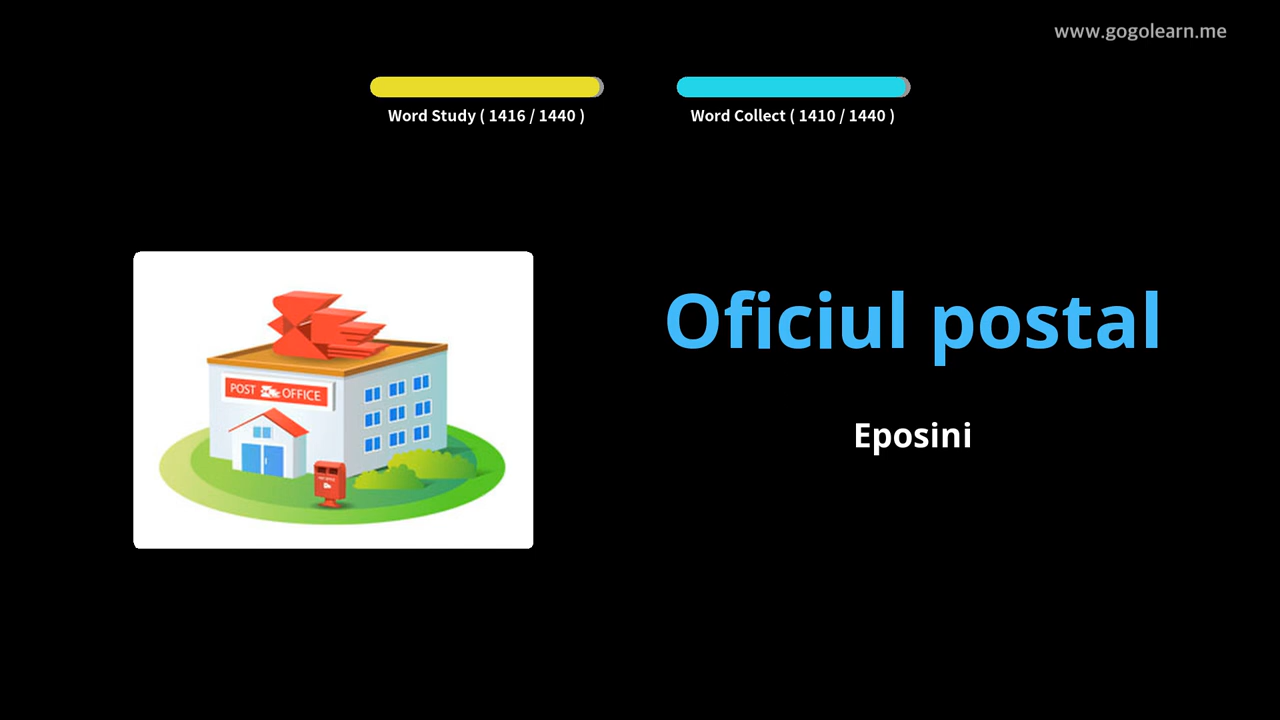 www.gogolearn.me
Word Study ( 1416 / 1440 )
Word Collect ( 1410 / 1440 )
POST OFFICE
Oficiul postal
Eposini